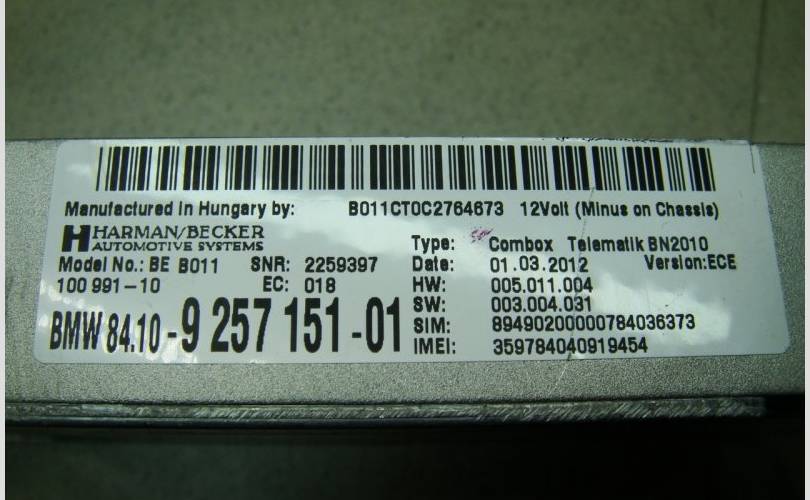 Manufactured in Hungary by: B011CT0C2764673 12Volt (Minus on Chassis)
HARMAN/BECKER
AUTOMOTIVE SYSTEMS
Type: Combox Telematik BN2010
Model No.: BE B011 SNR: 2259397 Date: 01.03.2012 Version:ECE
100 991-10 EC: 018 HW: 005.011.004
SW: 003.004.031
BMW 84.10-9 257 151-01 SIM: 89490200000784036373
IMEI: 359784040919454